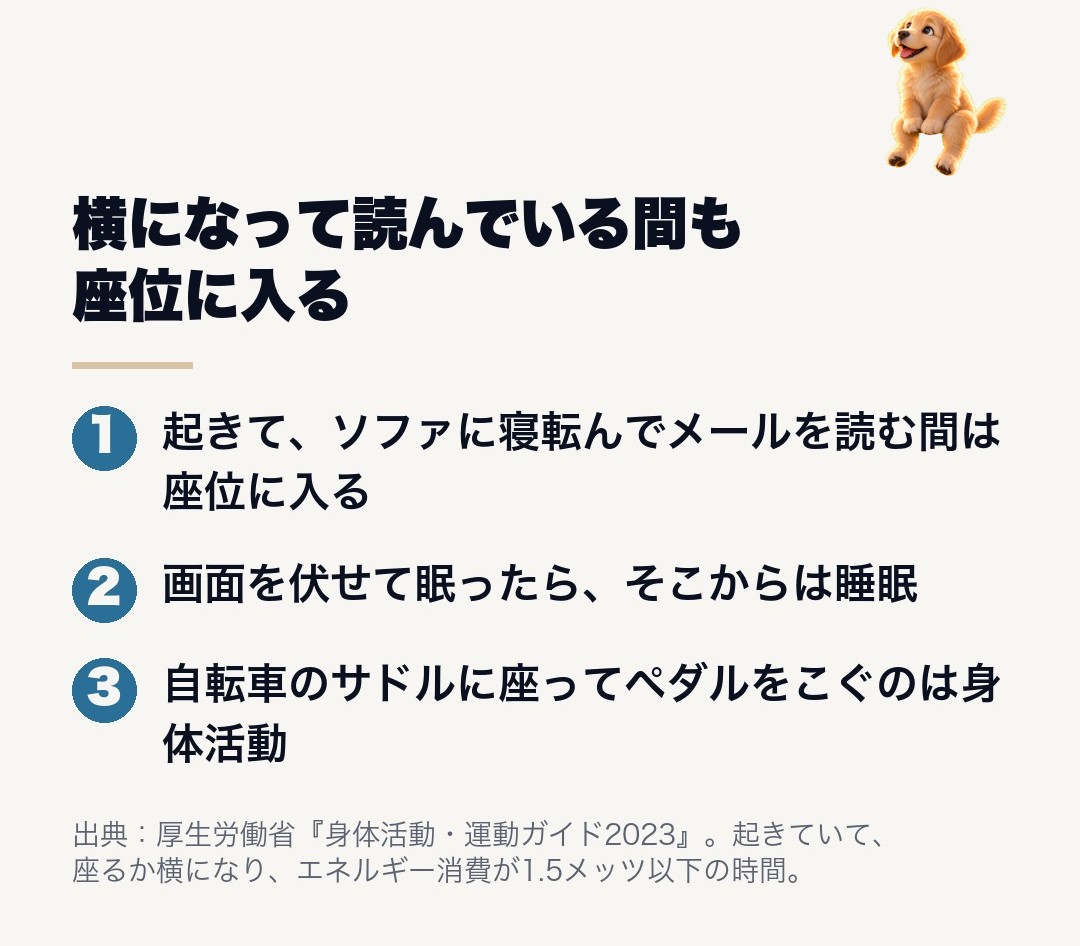 横になって読んでいる間も
座位に入る
1 起きて、ソファに寝転んでメールを読む間は
座位に入る
2 画面を伏せて眠ったら、そこからは睡眠
3 自転車のサドルに座ってペダルをこぐのは身
体活動
出典：厚生労働省『身体活動・運動ガイド2023』。起きていて、
座るか横になり、エネルギー消費が1.5メッツ以下の時間。